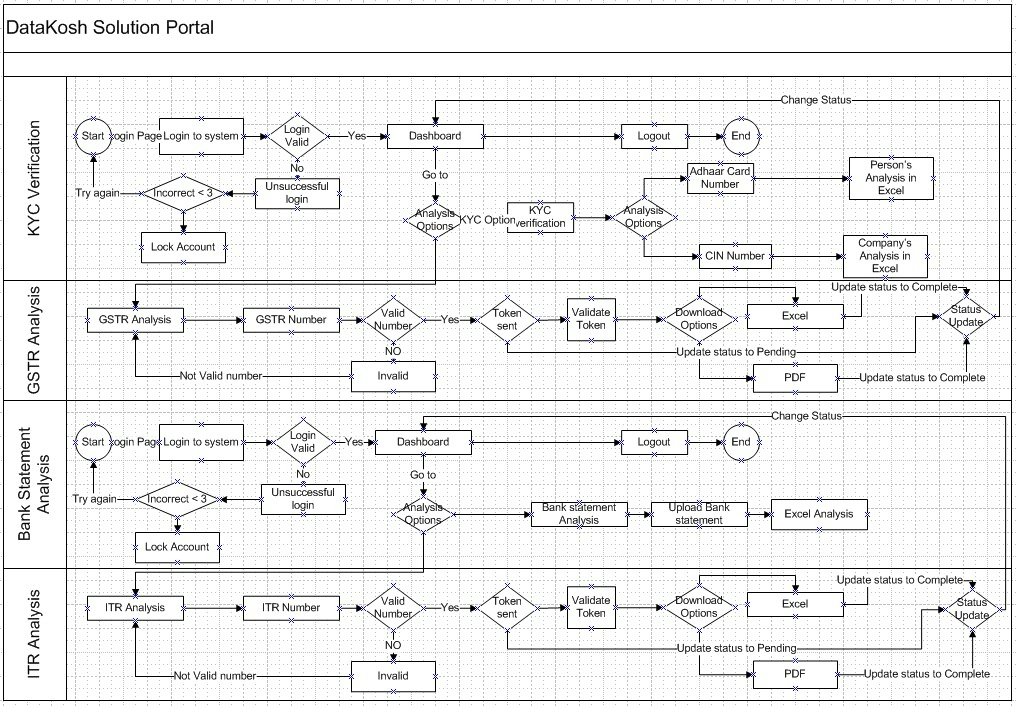 DataKosh Solution Portal
KYC Verification
Change Status
Start
ogin Page
Login to system
Login
Valid
Yes
Dashboard
Logout
End
No
Go to
Try again
Incorrect < 3
Unsuccessful
login
Lock Account
Analysis
Options
KYC Option
KYC
verification
Analysis
Options
Adhaar Card
Number
Person's
Analysis in
Excel
CIN Number
Company's
Analysis in
Excel
GSTR Analysis
GSTR Analysis
GSTR Number
Valid
Number
Yes
Token
sent
Validate
Token
Download
Options
Excel
Update status to Complete
Status
Update
NO
Update status to Pending
Not Valid number
Invalid
PDF
Update status to Complete
Bank Statement
Analysis
Change Status
Start
ogin Page
Login to system
Login
Valid
Yes
Dashboard
Logout
End
No
Go to
Try again
Incorrect < 3
Unsuccessful
login
Lock Account
Analysis
Options
Bank statement
Analysis
Upload Bank
statement
Excel Analysis
ITR Analysis
ITR Analysis
ITR Number
Valid
Number
Yes
Token
sent
Validate
Token
Download
Options
Excel
Update status to Complete
Status
Update
NO
Update status to Pending
Not Valid number
Invalid
PDF
Update status to Complete